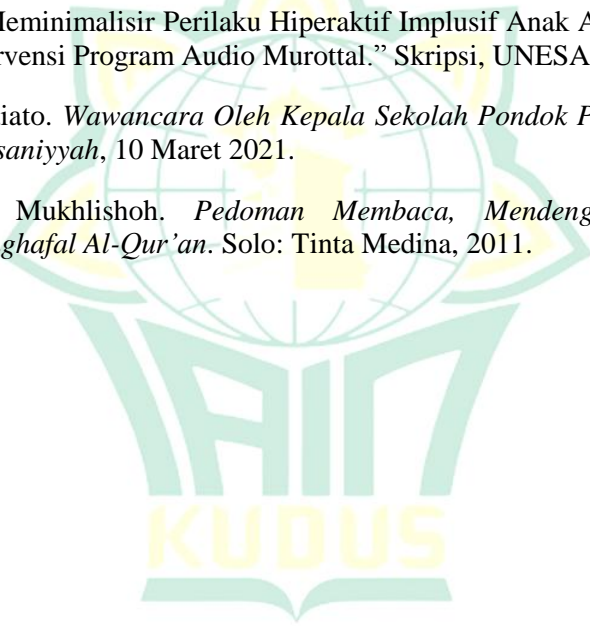 Meminimalisir Perilaku Hiperaktif Implusif Anak A
rvensi Program Audio Murottal.” Skripsi, UNESA
iato. Wawancara Oleh Kepala Sekolah Pondok P
saniyyah, 10 Maret 2021.
Mukhlishoh. Pedoman Membaca, Mendeng
ghafal Al-Qur’an. Solo: Tinta Medina, 2011.
IAIN
KUDUS